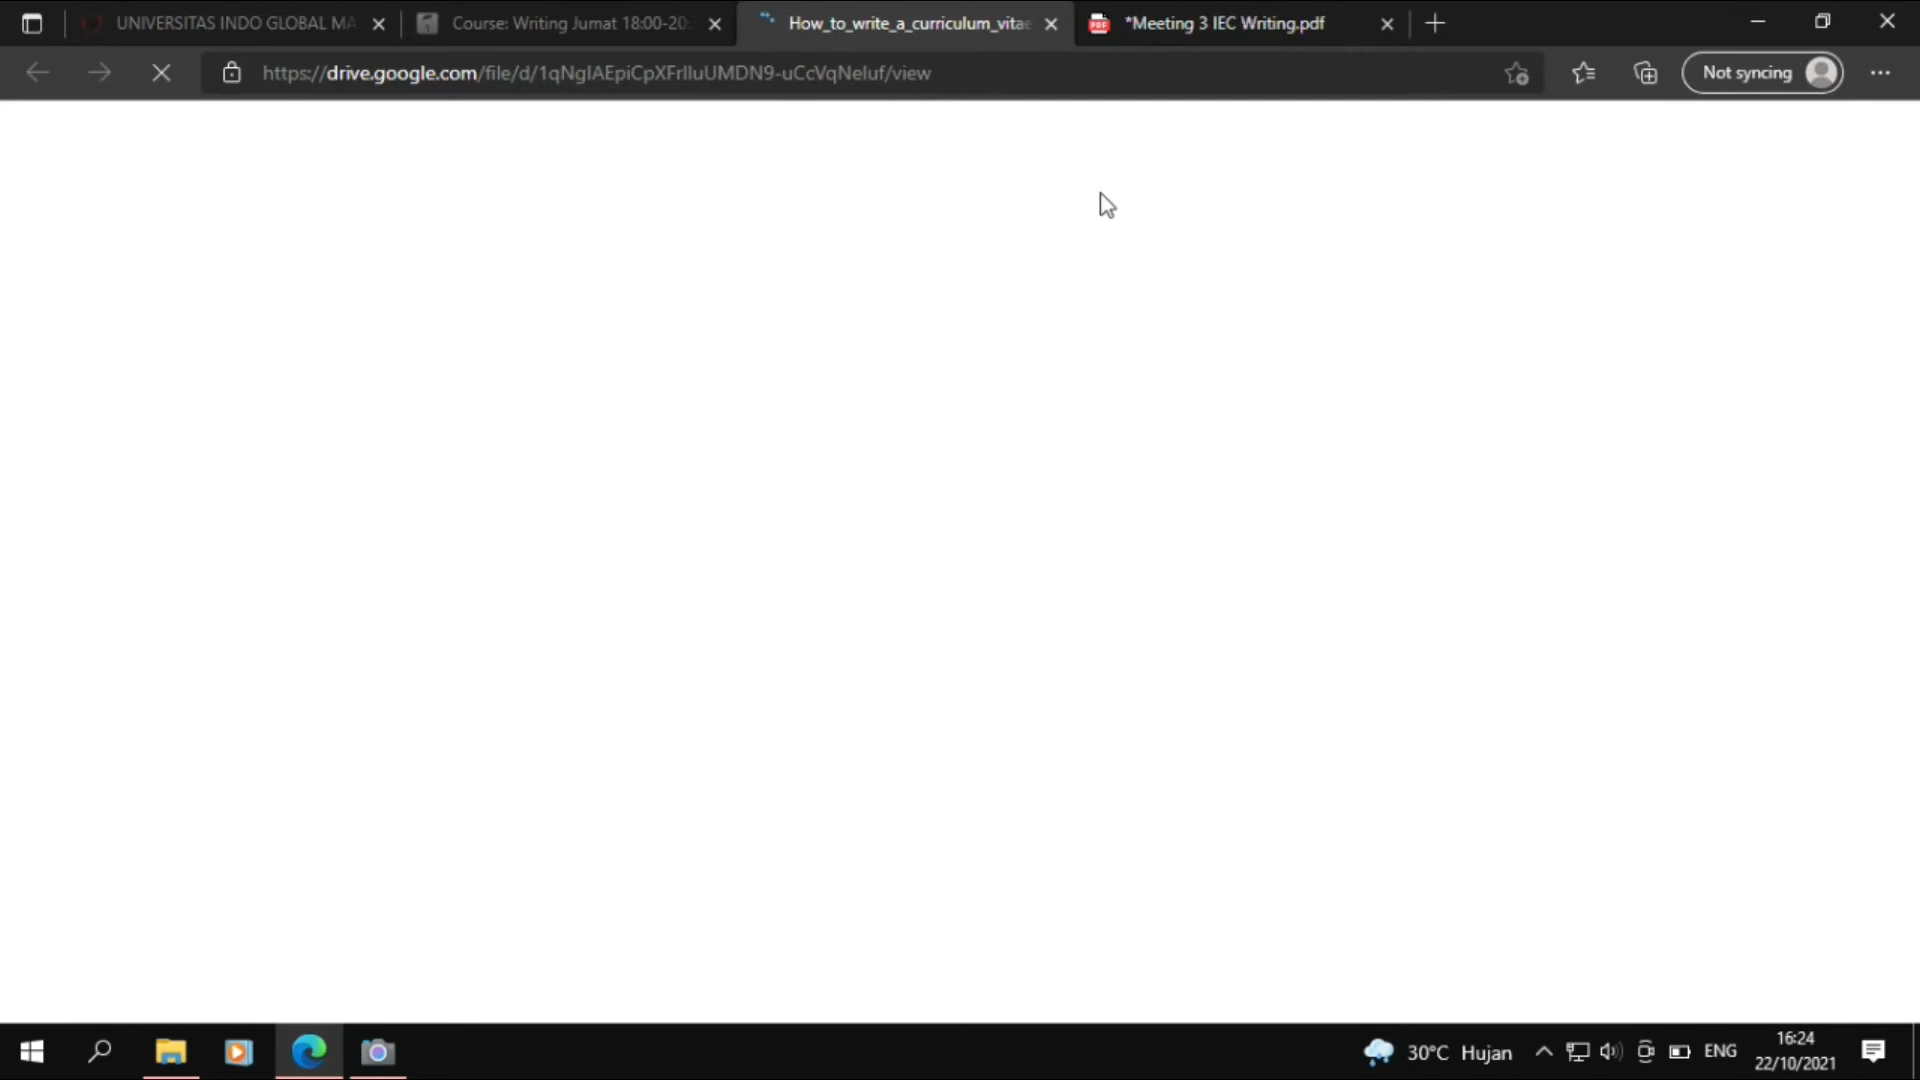 UNIVERSITAS INDO GLOBAL MA
Course: Writing Jumat 18:00-20:
How_to_write_a_curriculum_vitae
*Meeting 3 IEC Writing.pdf
https://drive.google.com/file/d/1qNgIAEpiCpXFrIluUMDN9-uCcVqNeluf/view
Not syncing
30°C Hujan
ENG
16:24
22/10/2021